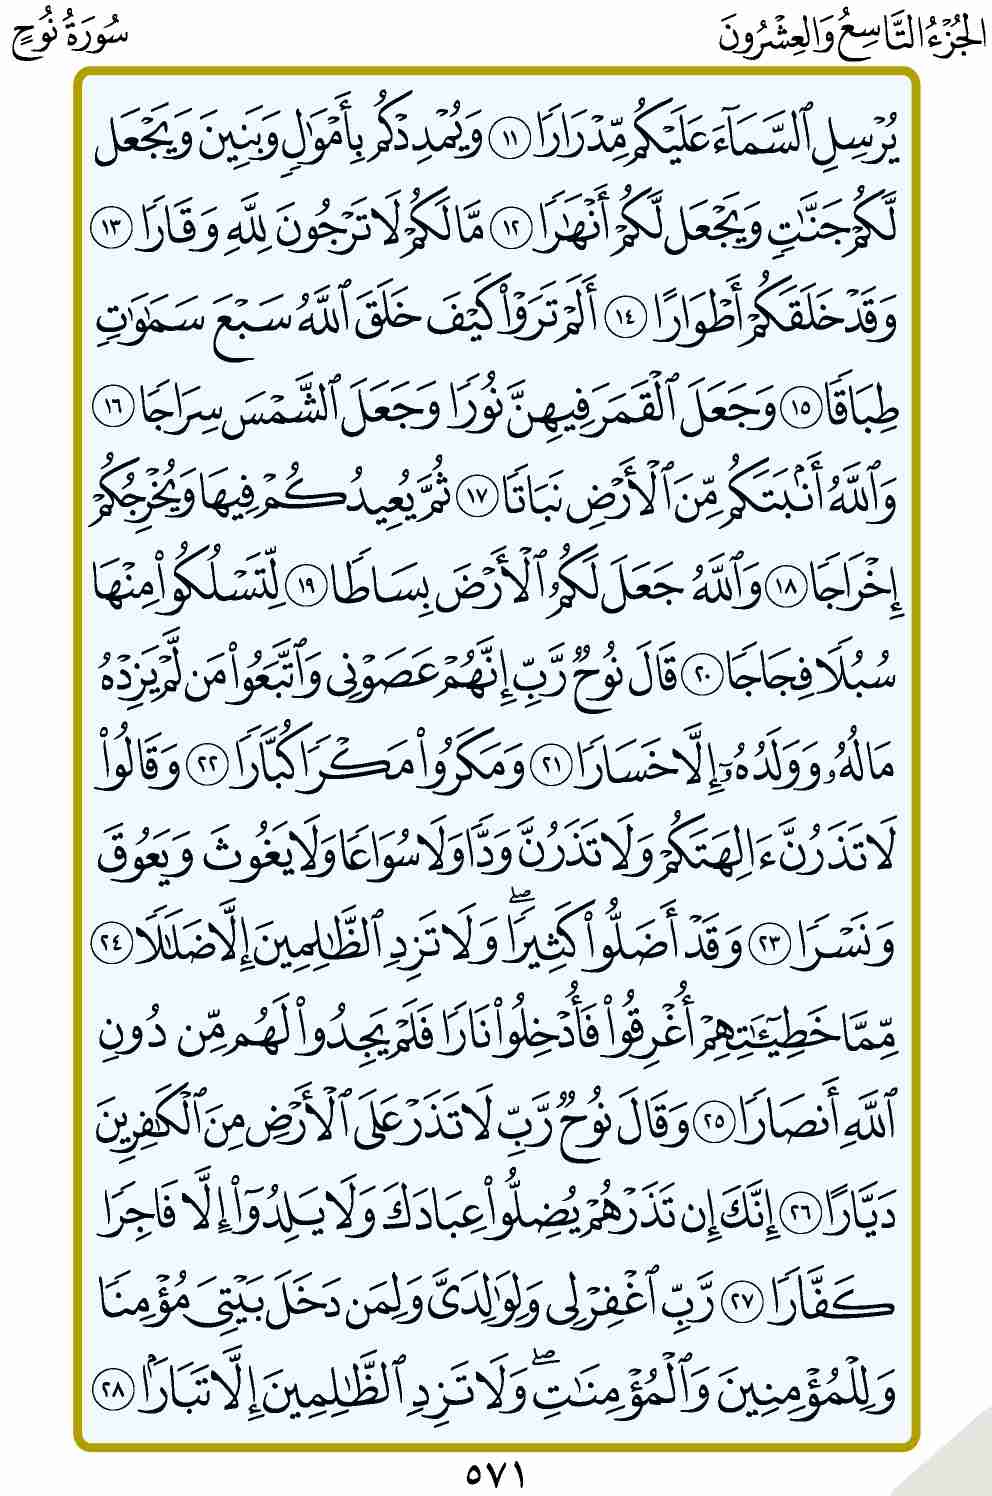 الجُزْءُ التَّاسِعُ وَالعِشْرُونَ سُورَةُ نُوحٍ
يُرْسِلِ ٱلسَّمَآءَ عَلَيْكُم مِّدْرَارًا ١١ وَيُمْدِدْكُم بِأَمْوَٰلٍ وَبَنِينَ وَيَجْعَل
لَّكُمْ جَنَّٰتٍ وَيَجْعَل لَّكُمْ أَنْهَٰرًا ١٢ مَّا لَكُمْ لَا تَرْجُونَ لِلَّهِ وَقَارًا ١٣
وَقَدْ خَلَقَكُمْ أَطْوَارًا ١٤ أَلَمْ تَرَوْا۟ كَيْفَ خَلَقَ ٱللَّهُ سَبْعَ سَمَٰوَٰتٍ
طِبَاقًا ١٥ وَجَعَلَ ٱلْقَمَرَ فِيهِنَّ نُورًا وَجَعَلَ ٱلشَّمْسَ سِرَاجًا ١٦
وَٱللَّهُ أَنۢبَتَكُم مِّنَ ٱلْأَرْضِ نَبَاتًا ١٧ ثُمَّ يُعِيدُكُمْ فِيهَا وَيُخْرِجُكُمْ
إِخْرَاجًا ١٨ وَٱللَّهُ جَعَلَ لَكُمُ ٱلْأَرْضَ بِسَاطًا ١٩ لِّتَسْلُكُوا۟ مِنْهَا
سُبُلًا فِجَاجًا ٢٠ قَالَ نُوحٌ رَّبِّ إِنَّهُمْ عَصَوْنِى وَٱتَّبَعُوا۟ مَن لَّمْ يَزِدْهُ
مَالُهُۥ وَوَلَدُهُۥٓ إِلَّا خَسَارًا ٢١ وَمَكَرُوا۟ مَكْرًا كُبَّارًا ٢٢ وَقَالُوا۟
لَا تَذَرُنَّ ءَالِهَتَكُمْ وَلَا تَذَرُنَّ وَدًّا وَلَا سُوَاعًا وَلَا يَغُوثَ وَيَعُوقَ
وَنَسْرًا ٢٣ وَقَدْ أَضَلُّوا۟ كَثِيرًا ۖ وَلَا تَزِدِ ٱلظَّٰلِمِينَ إِلَّا ضَلَٰلًا ٢٤
مِّمَّا خَطِيٓـَٰٔتِهِمْ أُغْرِقُوا۟ فَأُدْخِلُوا۟ نَارًا فَلَمْ يَجِدُوا۟ لَهُم مِّن دُونِ
ٱللَّهِ أَنصَارًا ٢٥ وَقَالَ نُوحٌ رَّبِّ لَا تَذَرْ عَلَى ٱلْأَرْضِ مِنَ ٱلْكَٰفِرِينَ
دَيَّارًا ٢٦ إِنَّكَ إِن تَذَرْهُمْ يُضِلُّوا۟ عِبَادَكَ وَلَا يَلِدُوٓا۟ إِلَّا فَاجِرًا
كَفَّارًا ٢٧ رَّبِّ ٱغْفِرْ لِى وَلِوَٰلِدَىَّ وَلِمَن دَخَلَ بَيْتِىَ مُؤْمِنًا
وَلِلْمُؤْمِنِينَ وَٱلْمُؤْمِنَٰتِ ۖ وَلَا تَزِدِ ٱلظَّٰلِمِينَ إِلَّا تَبَارًۢا ٢٨
٥٧١